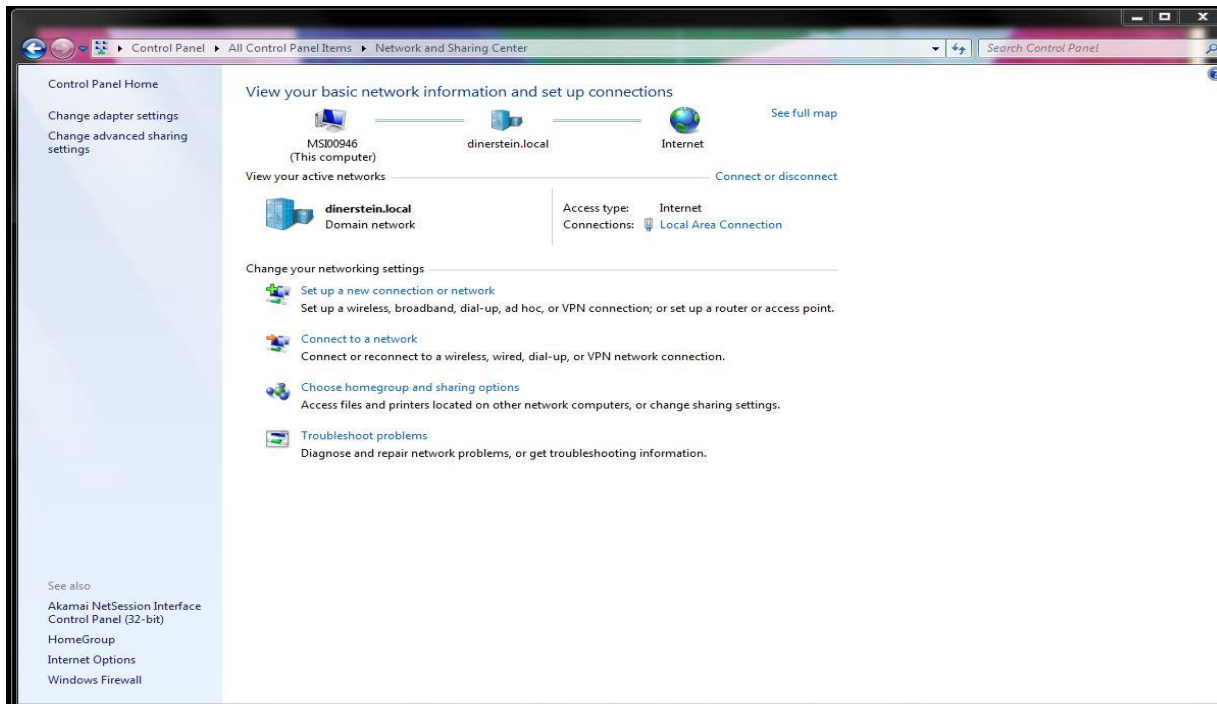 Control Panel ▸ All Control Panel Items ▸ Network and Sharing Center
Search Control Panel
Control Panel Home
Change adapter settings
Change advanced sharing
settings
View your basic network information and set up connections
See full map
MSI00946
(This computer)
dinerstein.local
Internet
View your active networks
Connect or disconnect
dinerstein.local
Domain network
Access type: Internet
Connections: Local Area Connection
Change your networking settings
Set up a new connection or network
Set up a wireless, broadband, dial-up, ad hoc, or VPN connection; or set up a router or access point.
Connect to a network
Connect or reconnect to a wireless, wired, dial-up, or VPN network connection.
Choose homegroup and sharing options
Access files and printers located on other network computers, or change sharing settings.
Troubleshoot problems
Diagnose and repair network problems, or get troubleshooting information.
See also
Akamai NetSession Interface
Control Panel (32-bit)
HomeGroup
Internet Options
Windows Firewall